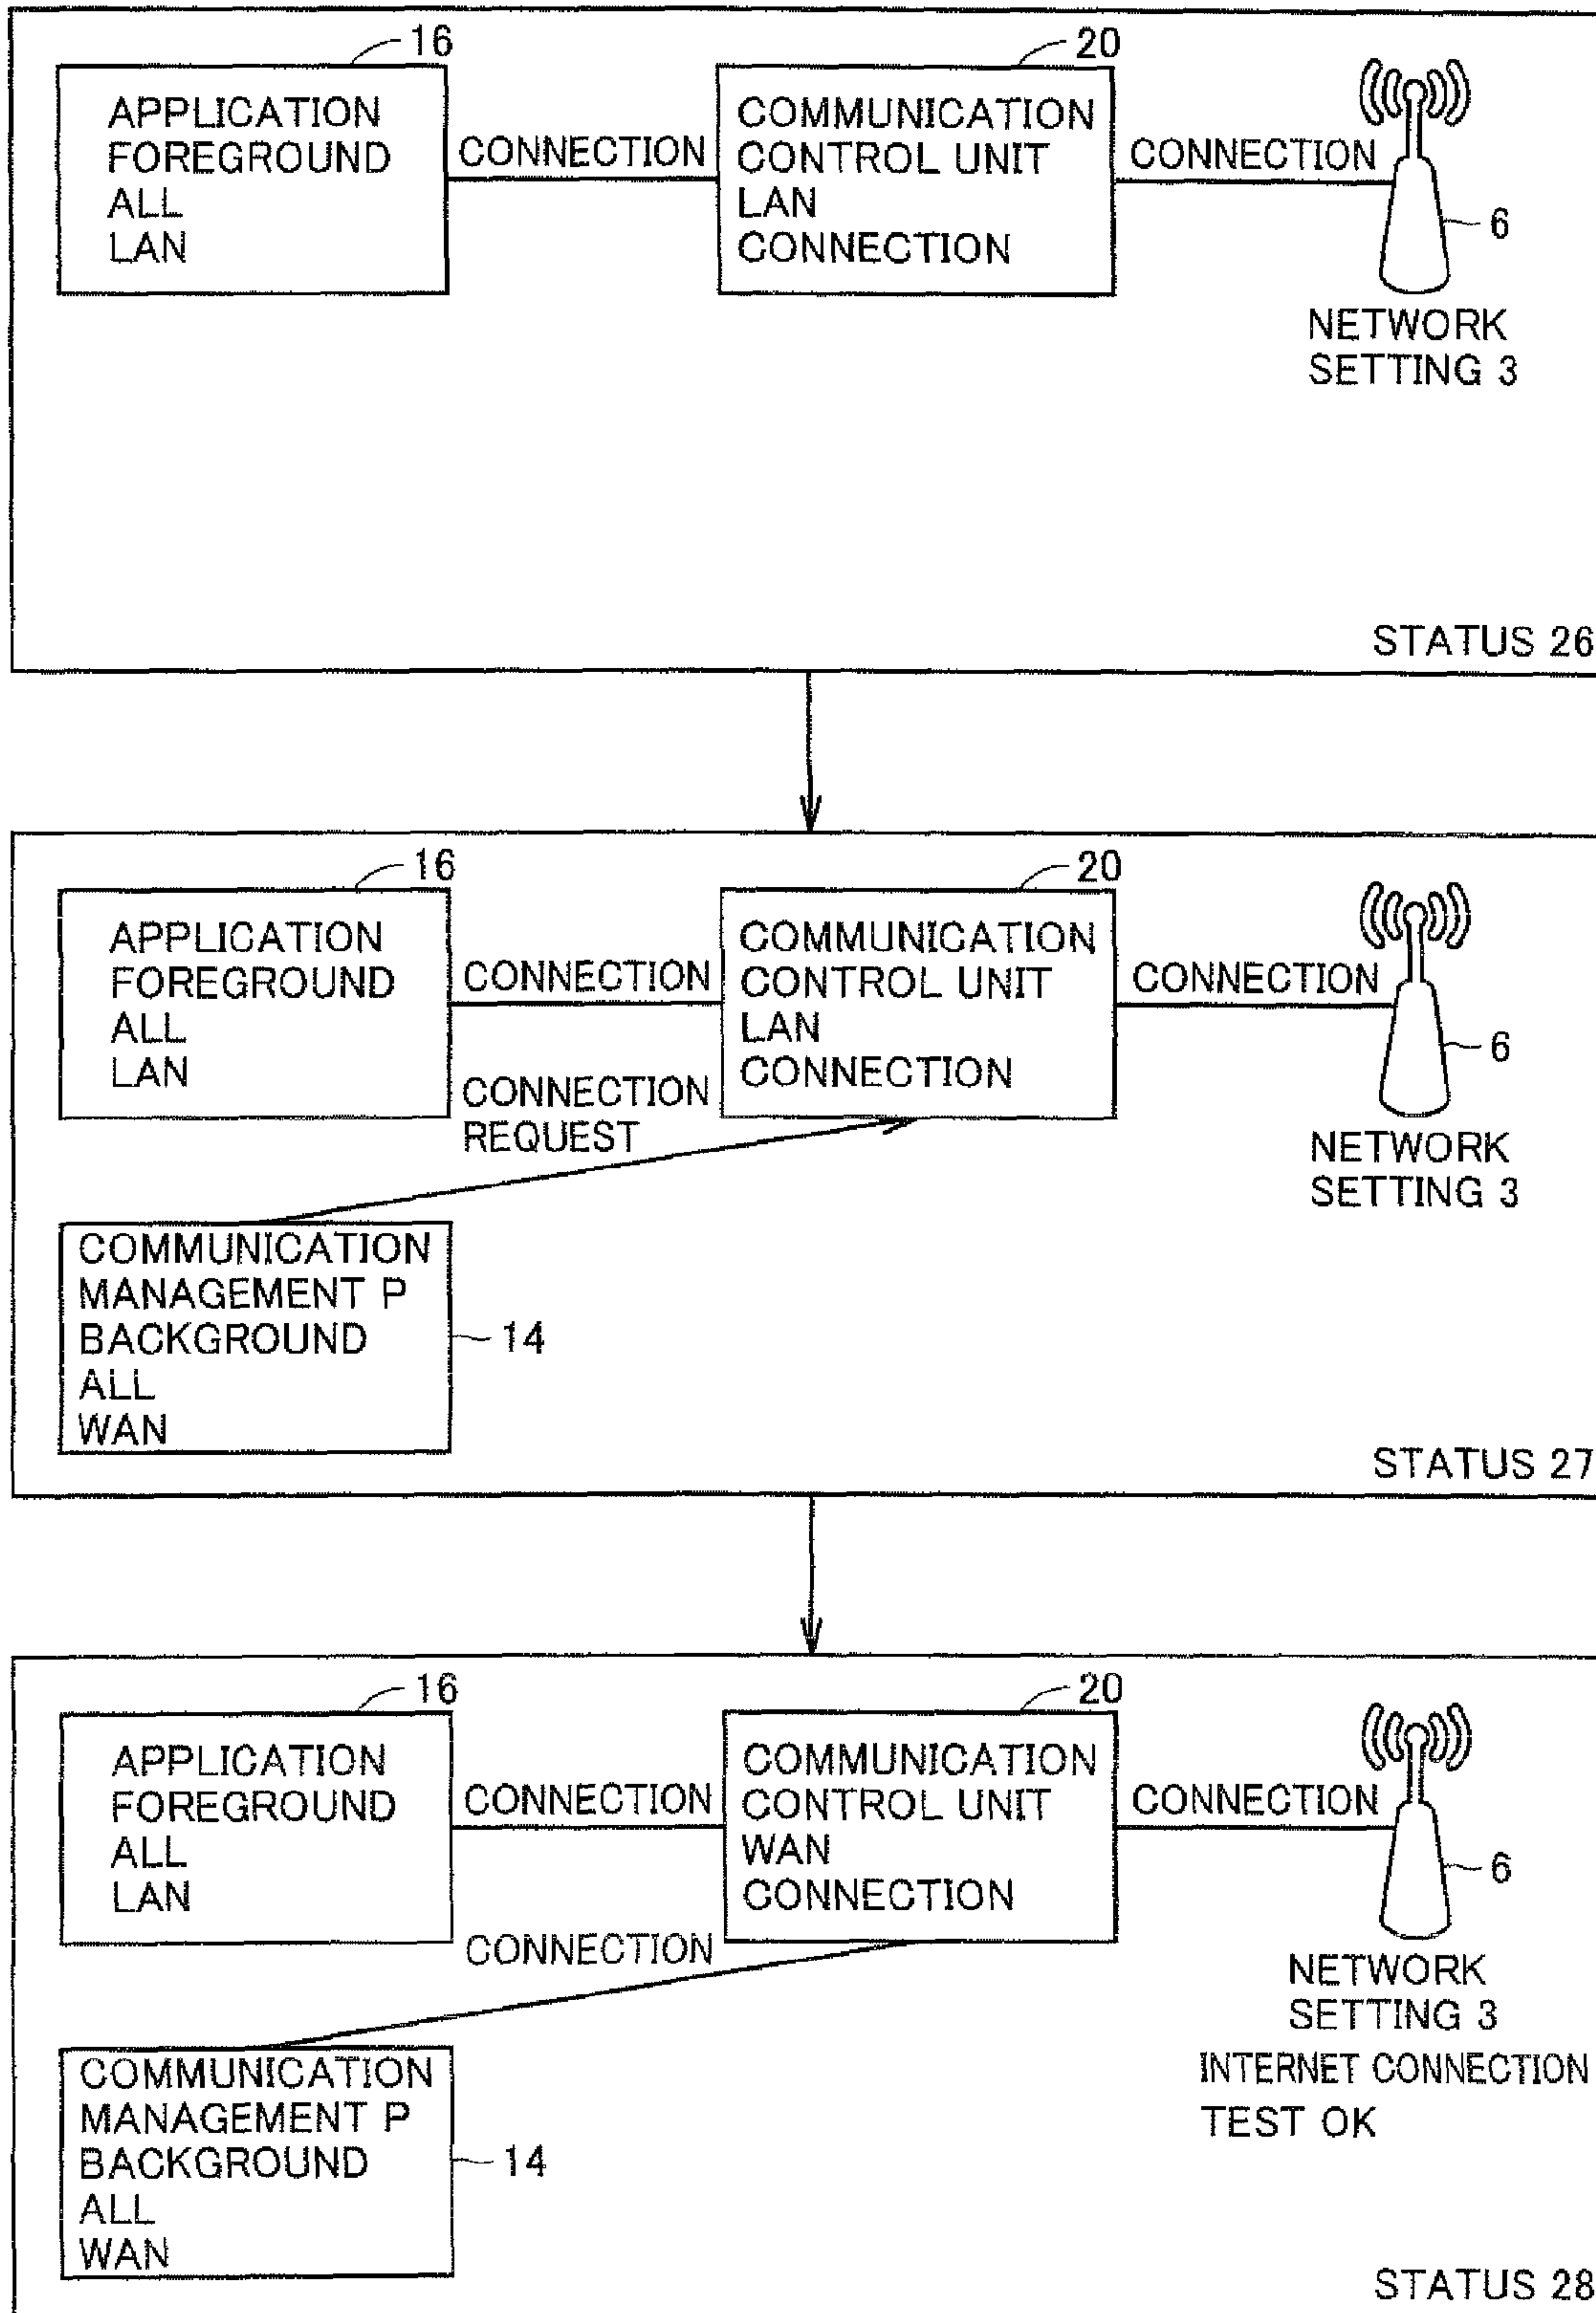 16
20
APPLICATION
FOREGROUND
ALL
LAN
CONNECTION
COMMUNICATION
CONTROL UNIT
LAN
CONNECTION
CONNECTION
6
NETWORK
SETTING 3
STATUS 26
16
20
APPLICATION
FOREGROUND
ALL
LAN
CONNECTION
COMMUNICATION
CONTROL UNIT
LAN
CONNECTION
CONNECTION
6
NETWORK
SETTING 3
CONNECTION
REQUEST
COMMUNICATION
MANAGEMENT P
BACKGROUND
ALL
WAN
14
STATUS 27
16
20
APPLICATION
FOREGROUND
ALL
LAN
CONNECTION
COMMUNICATION
CONTROL UNIT
WAN
CONNECTION
CONNECTION
6
CONNECTION
NETWORK
SETTING 3
INTERNET CONNECTION
TEST OK
COMMUNICATION
MANAGEMENT P
BACKGROUND
ALL
WAN
14
STATUS 28